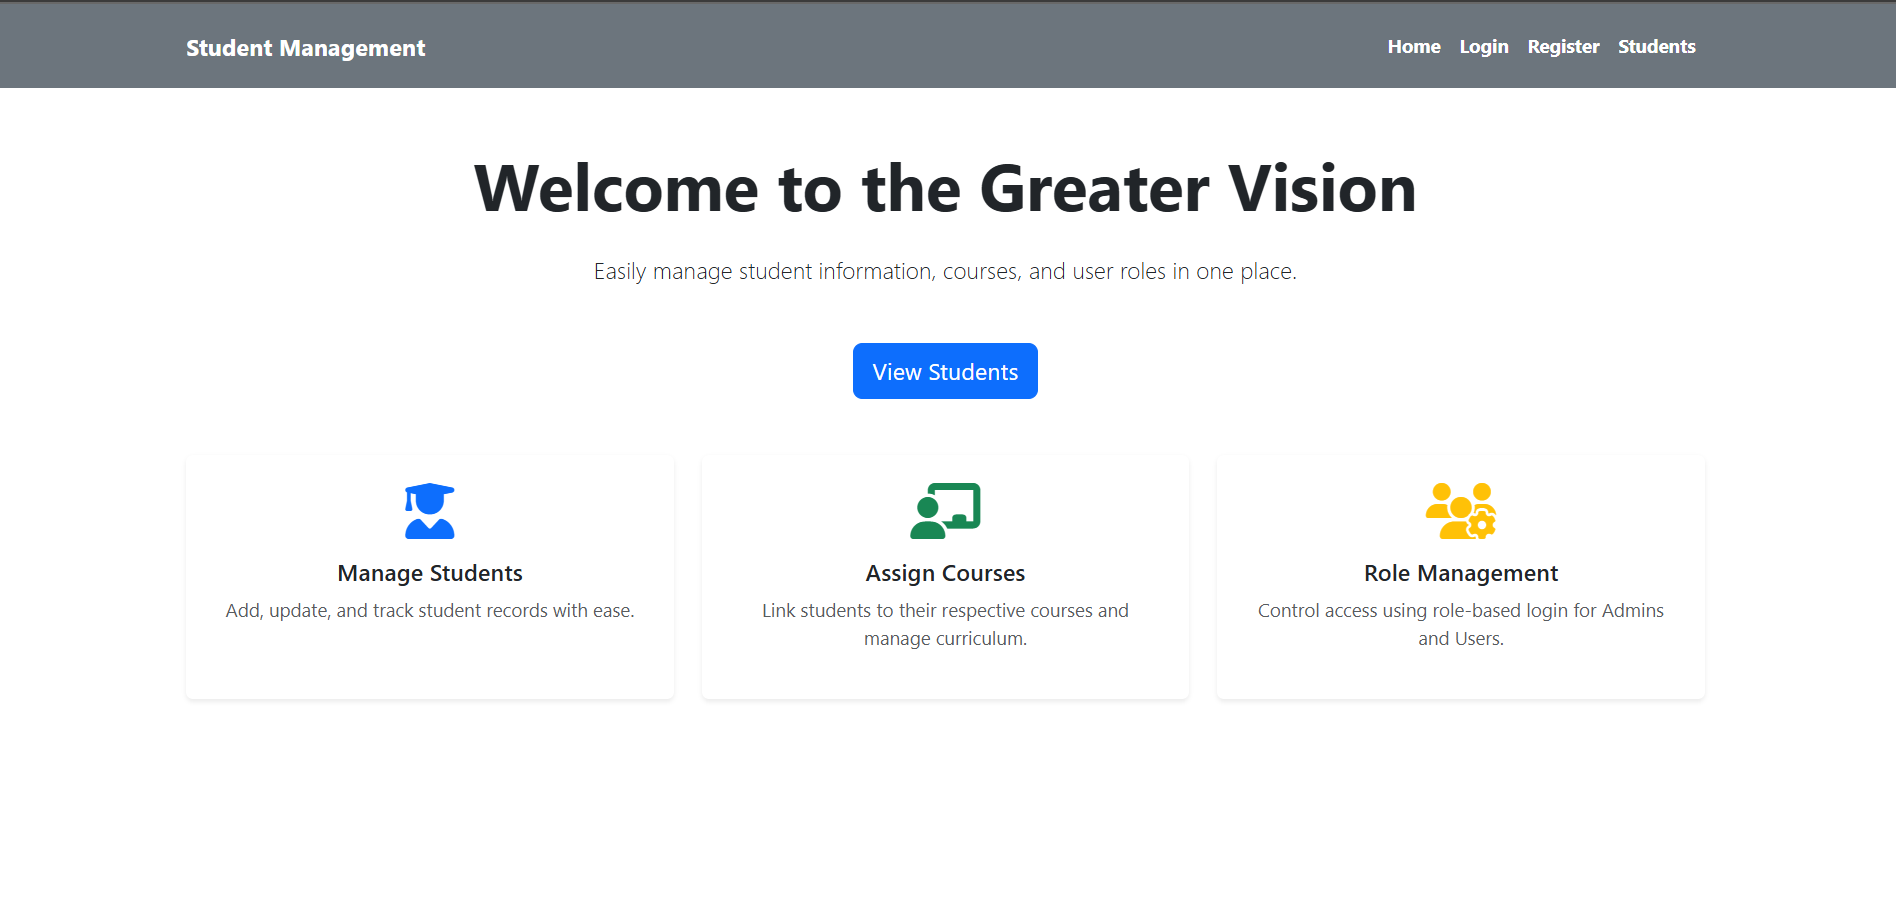 Student Management
Home Login Register Students
Welcome to the Greater Vision
Easily manage student information, courses, and user roles in one place.
View Students
Manage Students
Add, update, and track student records with ease.
Assign Courses
Link students to their respective courses and
manage curriculum.
Role Management
Control access using role-based login for Admins
and Users.